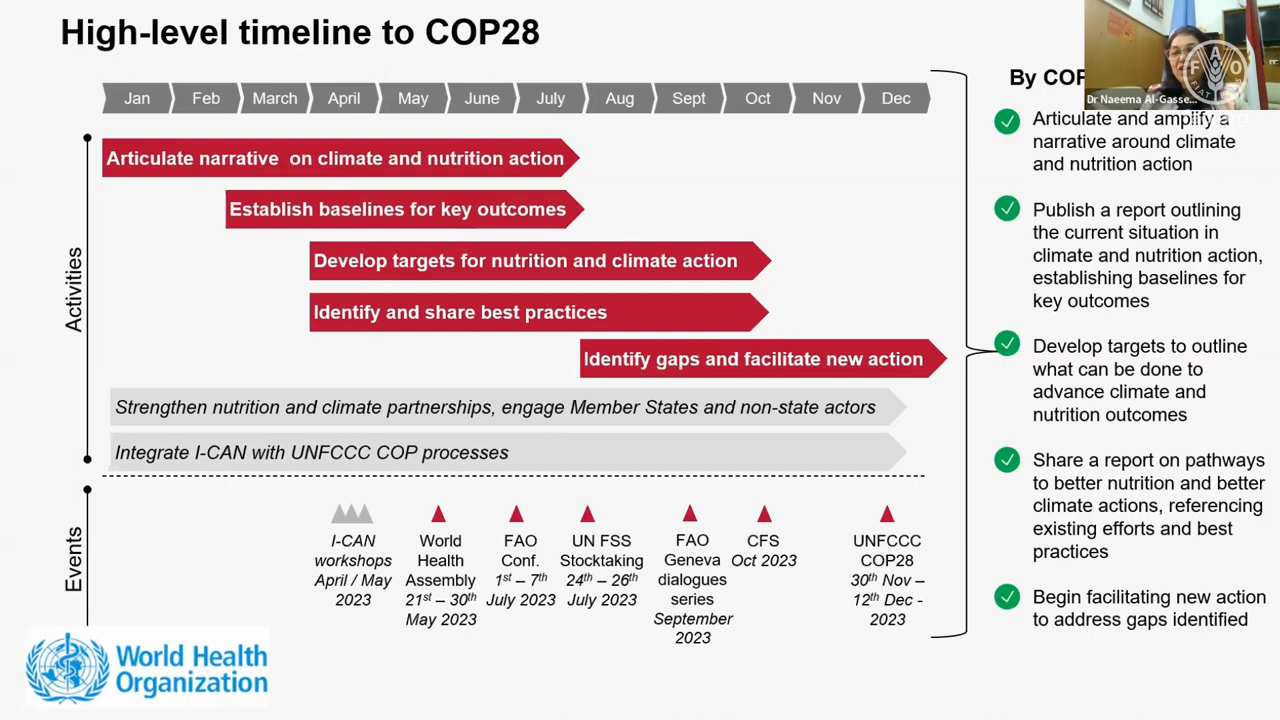 High-level timeline to COP28
Jan Feb March April May June July Aug Sept Oct Nov Dec
Activities
Articulate narrative on climate and nutrition action
Establish baselines for key outcomes
Develop targets for nutrition and climate action
Identify and share best practices
Identify gaps and facilitate new action
Strengthen nutrition and climate partnerships, engage Member States and non-state actors
Integrate I-CAN with UNFCCC COP processes
Events
I-CAN
workshops
April / May
2023
World
Health
Assembly
21st – 30th
May 2023
FAO
Conf.
1st – 7th
July 2023
UN FSS
Stocktaking
24th – 26th
July 2023
FAO
Geneva
dialogues
series
September
2023
CFS
Oct 2023
UNFCCC
COP28
30th Nov –
12th Dec -
2023
By
Dr Naeema Al-Gasse...
FAO
FIAT PANIS
Articulate and amplify
narrative around climate
and nutrition action
Publish a report outlining
the current situation in
climate and nutrition action,
establishing baselines for
key outcomes
Develop targets to outline
what can be done to
advance climate and
nutrition outcomes
Share a report on pathways
to better nutrition and better
climate actions, referencing
existing efforts and best
practices
Begin facilitating new action
to address gaps identified
World Health
Organization